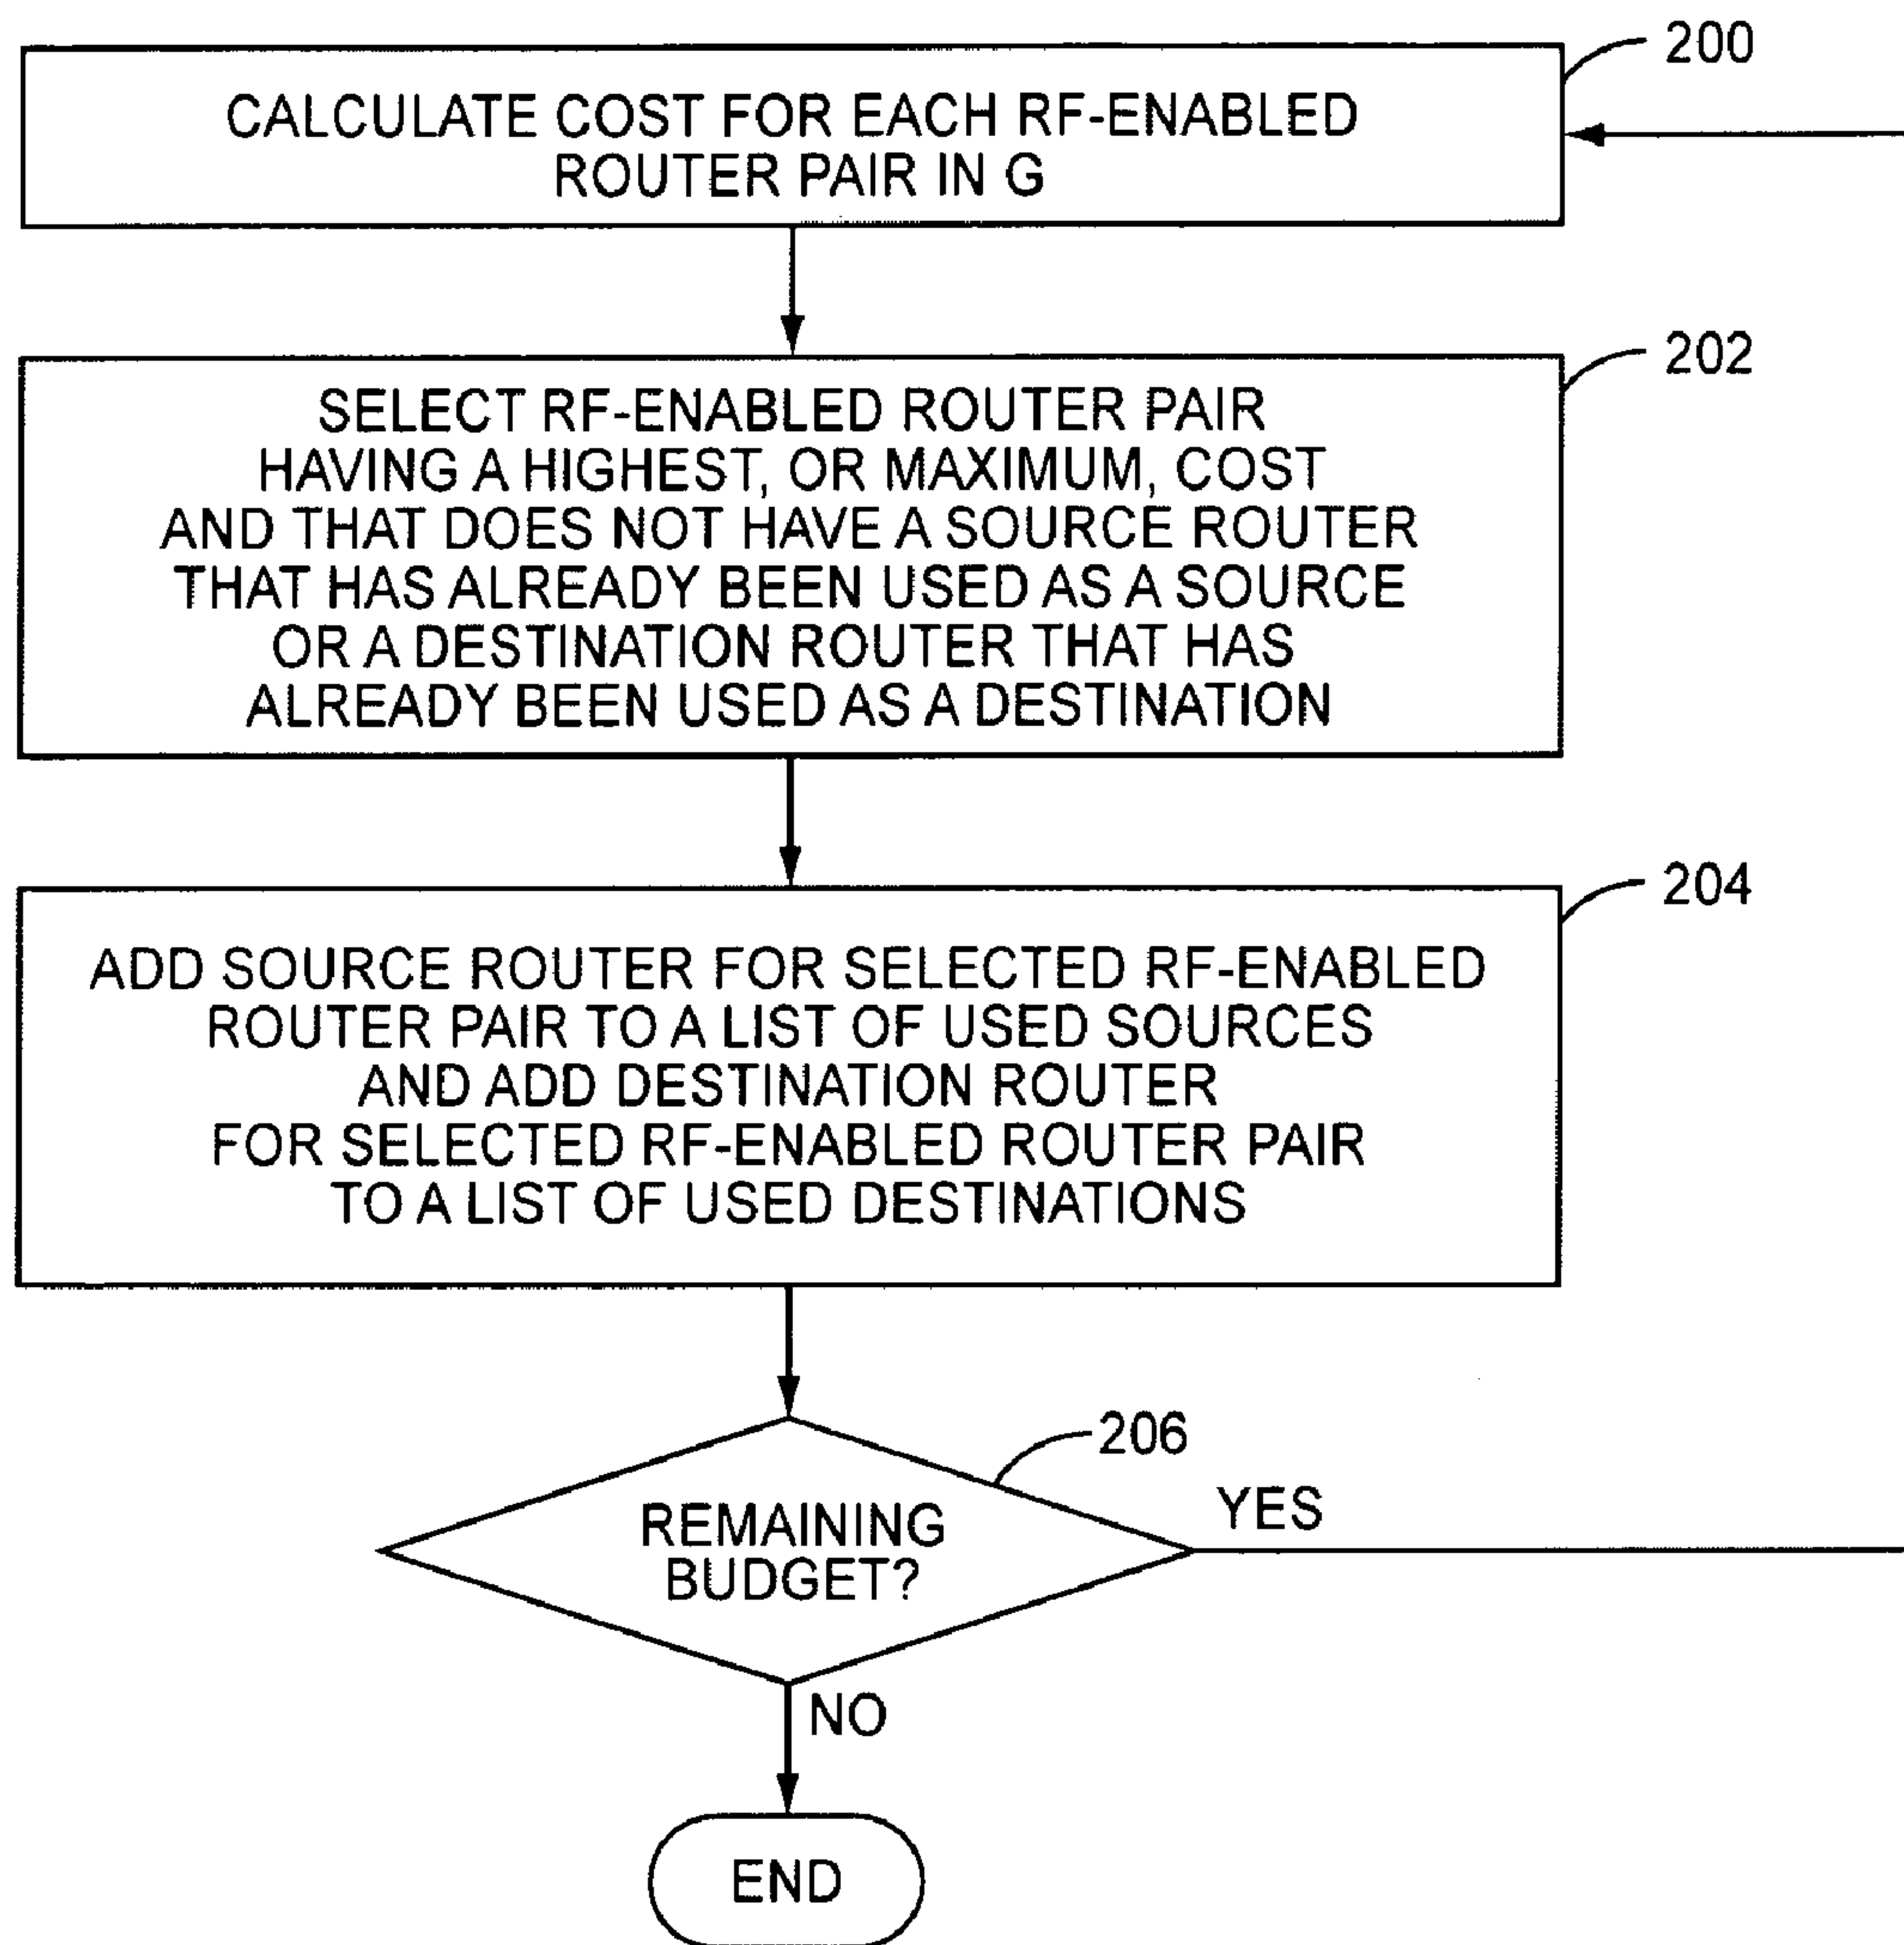 200
CALCULATE COST FOR EACH RF-ENABLED
ROUTER PAIR IN G
202
SELECT RF-ENABLED ROUTER PAIR
HAVING A HIGHEST, OR MAXIMUM, COST
AND THAT DOES NOT HAVE A SOURCE ROUTER
THAT HAS ALREADY BEEN USED AS A SOURCE
OR A DESTINATION ROUTER THAT HAS
ALREADY BEEN USED AS A DESTINATION
204
ADD SOURCE ROUTER FOR SELECTED RF-ENABLED
ROUTER PAIR TO A LIST OF USED SOURCES
AND ADD DESTINATION ROUTER
FOR SELECTED RF-ENABLED ROUTER PAIR
TO A LIST OF USED DESTINATIONS
206
REMAINING
BUDGET?
YES
NO
END